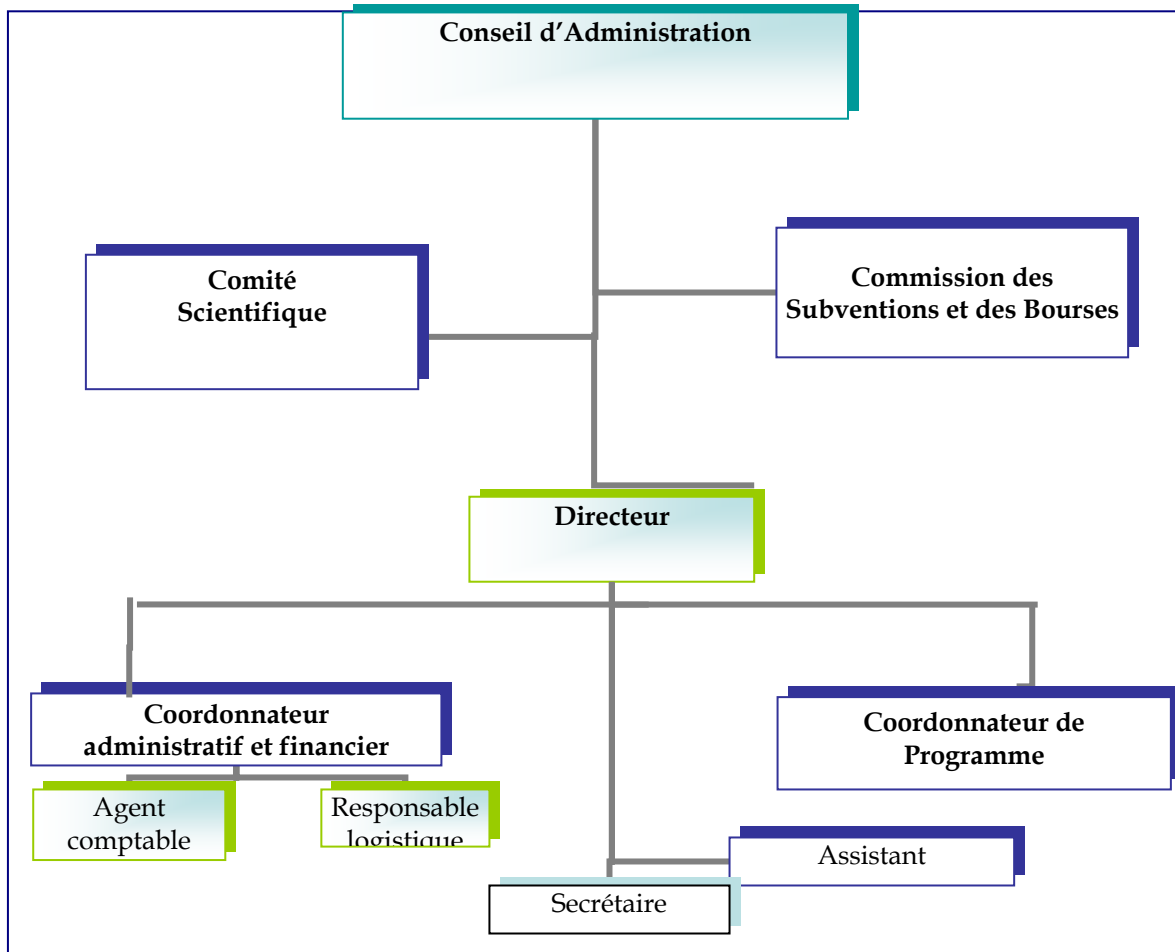 Conseil d’Administration
Comité
Scientifique
Commission des
Subventions et des Bourses
Directeur
Coordonnateur
administratif et financier
Coordonnateur de
Programme
Agent
comptable
Responsable
logistique
Assistant
Secrétaire